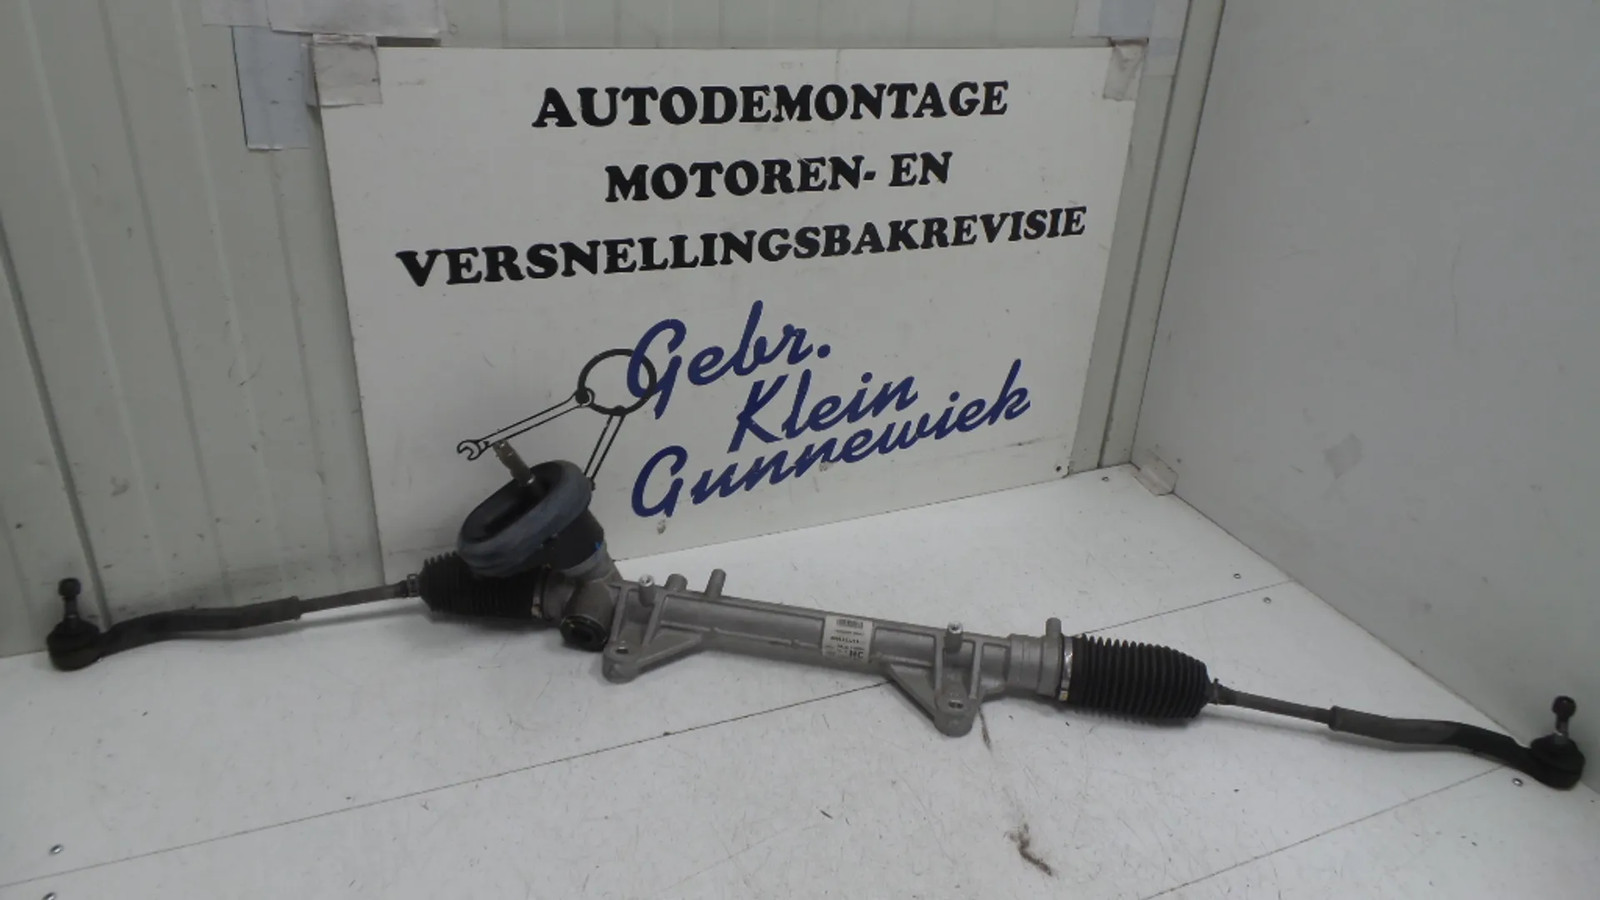 AUTODEMONTAGE
MOTOREN- EN
VERSNELLINGSBAKREVISIE
Gebr.
Klein
Gunnewiek